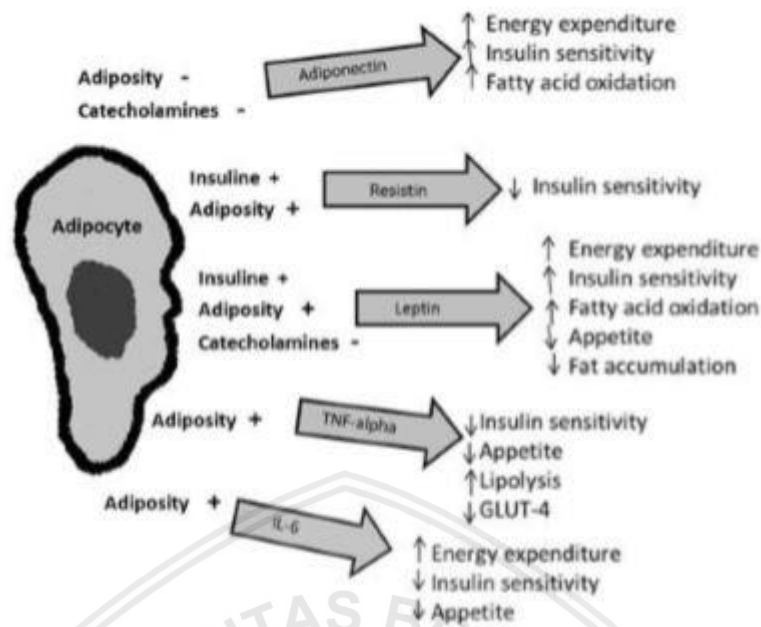 Adiposity -
Catecholamines -
Adiponectin
↑ Energy expenditure
↑ Insulin sensitivity
↑ Fatty acid oxidation
Adipocyte
Insuline +
Adiposity +
Resistin
↓ Insulin sensitivity
Insuline +
Adiposity +
Catecholamines -
Leptin
↑ Energy expenditure
↑ Insulin sensitivity
↑ Fatty acid oxidation
↓ Appetite
↓ Fat accumulation
Adiposity +
TNF-alpha
↓ Insulin sensitivity
↓ Appetite
↑ Lipolysis
↓ GLUT-4
Adiposity +
IL-6
↑ Energy expenditure
↓ Insulin sensitivity
↓ Appetite
ITAS B